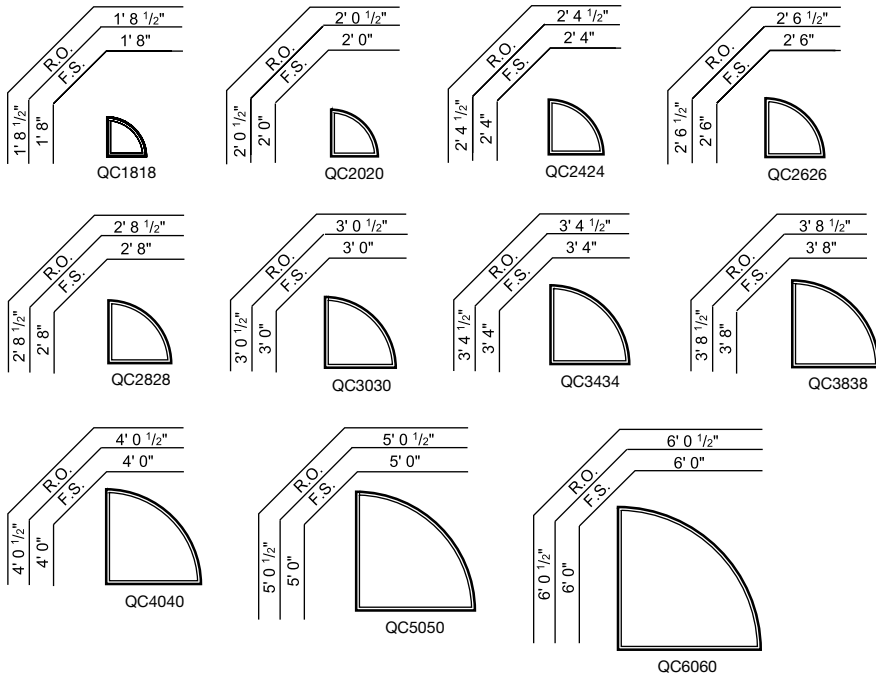 1' 8 1/2"
R.O.
1' 8"
F.S.
1' 8 1/2"
1' 8"
QC1818
2' 0 1/2"
R.O.
2' 0"
F.S.
2' 0 1/2"
2' 0"
QC2020
2' 4 1/2"
R.O.
2' 4"
F.S.
2' 4 1/2"
2' 4"
QC2424
2' 6 1/2"
R.O.
2' 6"
F.S.
2' 6 1/2"
2' 6"
QC2626
2' 8 1/2"
R.O.
2' 8"
F.S.
2' 8 1/2"
2' 8"
QC2828
3' 0 1/2"
R.O.
3' 0"
F.S.
3' 0 1/2"
3' 0"
QC3030
3' 4 1/2"
R.O.
3' 4"
F.S.
3' 4 1/2"
3' 4"
QC3434
3' 8 1/2"
R.O.
3' 8"
F.S.
3' 8 1/2"
3' 8"
QC3838
4' 0 1/2"
R.O.
4' 0"
F.S.
4' 0 1/2"
4' 0"
QC4040
5' 0 1/2"
R.O.
5' 0"
F.S.
5' 0 1/2"
5' 0"
QC5050
6' 0 1/2"
R.O.
6' 0"
F.S.
6' 0 1/2"
6' 0"
QC6060